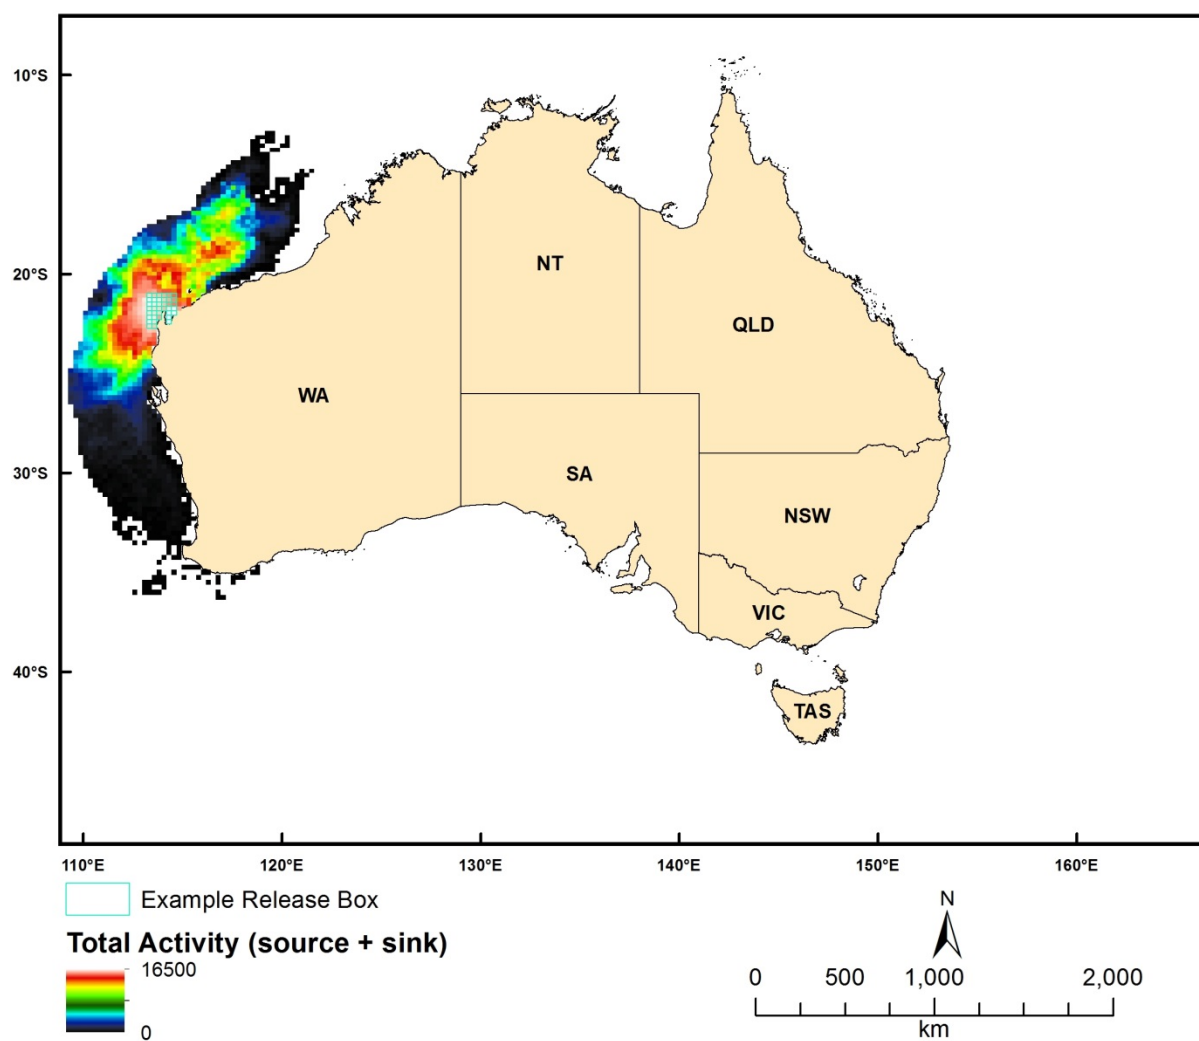 10°S
20°S
30°S
40°S
NT
QLD
WA
SA
NSW
VIC
TAS
110°E 120°E 130°E 140°E 150°E 160°E
Example Release Box
Total Activity (source + sink)
16500
0
N
0 500 1,000 2,000
km